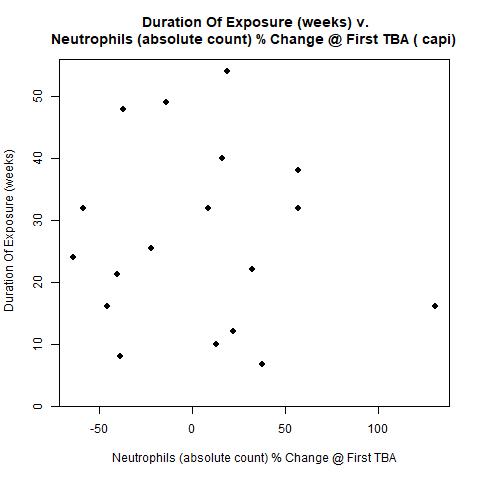 Duration Of Exposure (weeks) v.
Neutrophils (absolute count) % Change @ First TBA ( capi)
Duration Of Exposure (weeks)
50
40
30
20
10
0
-50 0 50 100
Neutrophils (absolute count) % Change @ First TBA